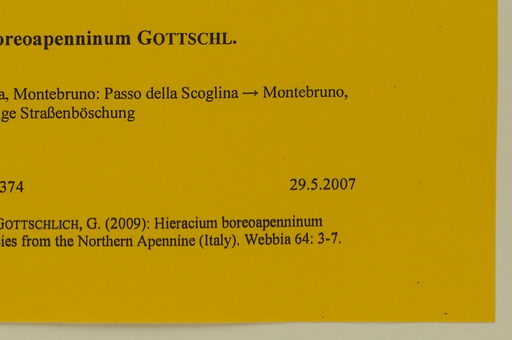 oreoapenninum GOTTSCHL.
a, Montebruno: Passo della Scoglina → Montebruno,
ge Straßenböschung
374 29.5.2007
GOTTSCHLICH, G. (2009): Hieracium boreoapenninum
ies from the Northern Apennine (Italy). Webbia 64: 3-7.